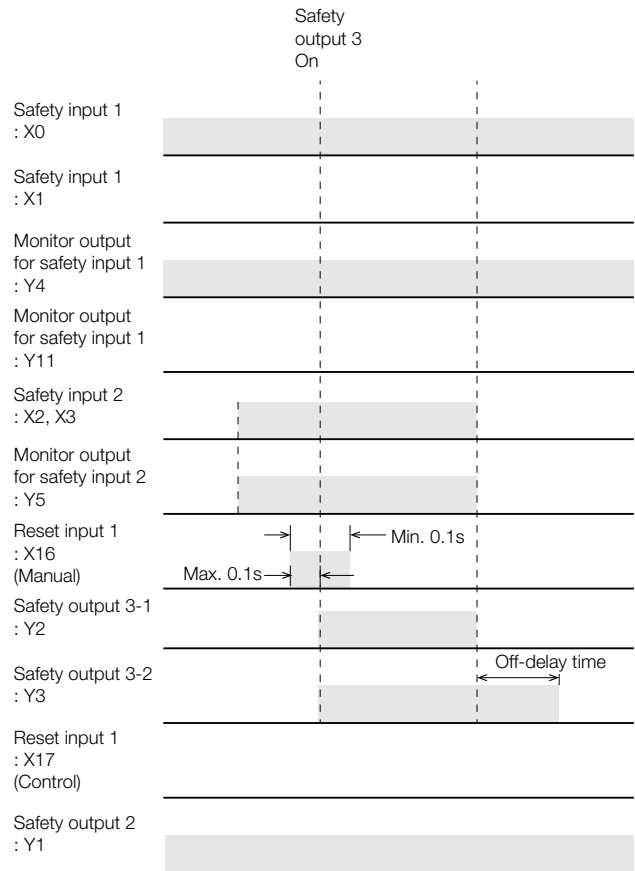 Safety
output 3
On
Safety input 1
: X0
Safety input 1
: X1
Monitor output
for safety input 1
: Y4
Monitor output
for safety input 1
: Y11
Safety input 2
: X2, X3
Monitor output
for safety input 2
: Y5
Reset input 1
: X16
(Manual)
Min. 0.1s
Max. 0.1s
Safety output 3-1
: Y2
Safety output 3-2
: Y3
Off-delay time
Reset input 1
: X17
(Control)
Safety output 2
: Y1